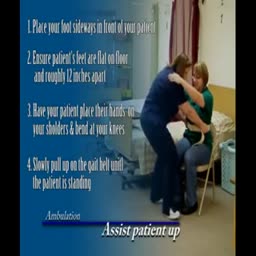 1. Place your foot sideways in front of your patient
2. Ensure patient's feet are flat on floor
and roughly 12 inches apart
3. Have your patient place their hands on
your sholders & bend at your knees
4. Slowly pull up on the gait belt until
the patient is standing
Ambulation
Assist patient up